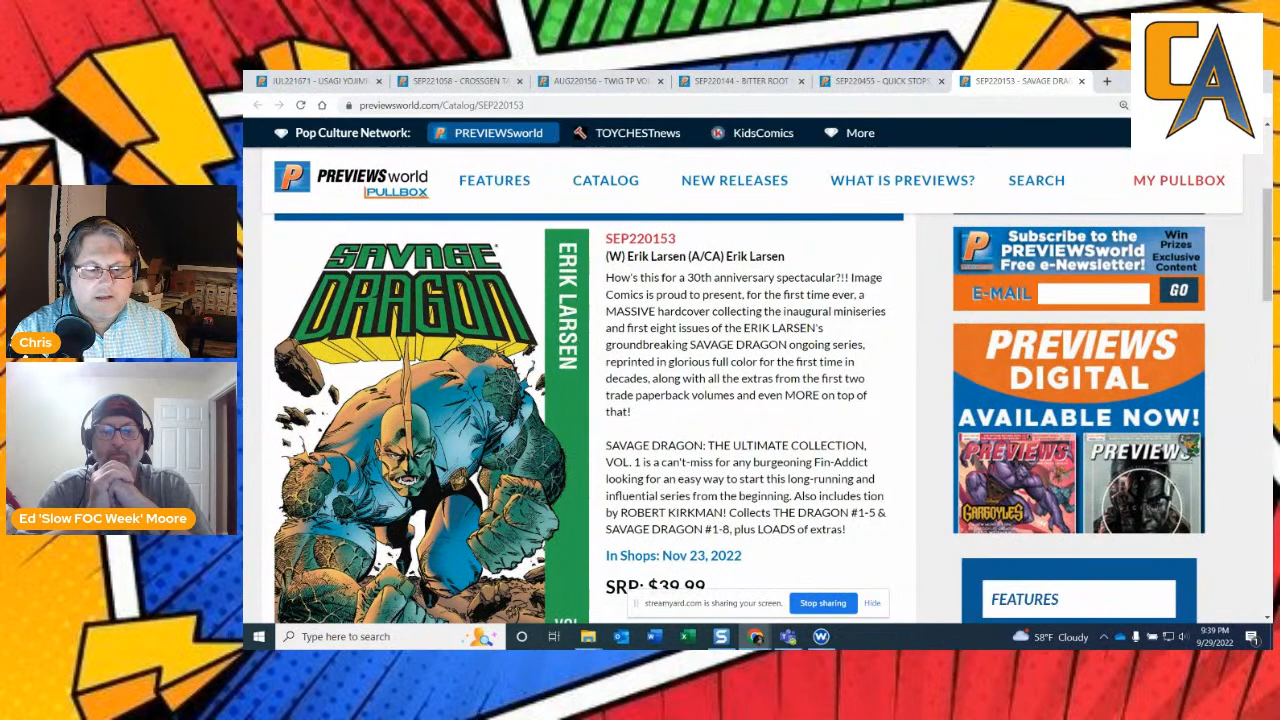 CA
JUL221671 - USAGI YOJIM
SEP221058 - CROSSGEN TA
AUG220156 - TWIG TP VOL
SEP220144 - BITTER ROOT
SEP220455 - QUICK STOPS
SEP220153 - SAVAGE DRAG
previewsworld.com/Catalog/SEP220153
Pop Culture Network:
PREVIEWSworld
TOYCHESTnews
KidsComics
More
PREVIEWSworld
PULLBOX
FEATURES
CATALOG
NEW RELEASES
WHAT IS PREVIEWS?
SEARCH
MY PULLBOX
SAVAGE
DRAGON
ERIK LARSEN
SEP220153
(W) Erik Larsen (A/CA) Erik Larsen
How's this for a 30th anniversary spectacular?!! Image
Comics is proud to present, for the first time ever, a
MASSIVE hardcover collecting the inaugural miniseries
and first eight issues of the ERIK LARSEN's
groundbreaking SAVAGE DRAGON ongoing series,
reprinted in glorious full color for the first time in
decades, along with all the extras from the first two
trade paperback volumes and even MORE on top of
that!
SAVAGE DRAGON: THE ULTIMATE COLLECTION,
VOL. 1 is a can't-miss for any burgeoning Fin-Addict
looking for an easy way to start this long-running and
influential series from the beginning. Also includes tion
by ROBERT KIRKMAN! Collects THE DRAGON #1-5 &
SAVAGE DRAGON #1-8, plus LOADS of extras!
In Shops: Nov 23, 2022
SRP: $39.99
Subscribe to the
PREVIEWSworld
Free e-Newsletter!
Win
Prizes
Exclusive
Content
E-MAIL
GO
PREVIEWS
DIGITAL
AVAILABLE NOW!
PREVIEWS
GARGOYLES
PREVIEWS
FEATURES
streamyard.com is sharing your screen.
Stop sharing
Hide
Chris
Ed 'Slow FOC Week' Moore
Type here to search
58°F Cloudy
9:39 PM
9/29/2022